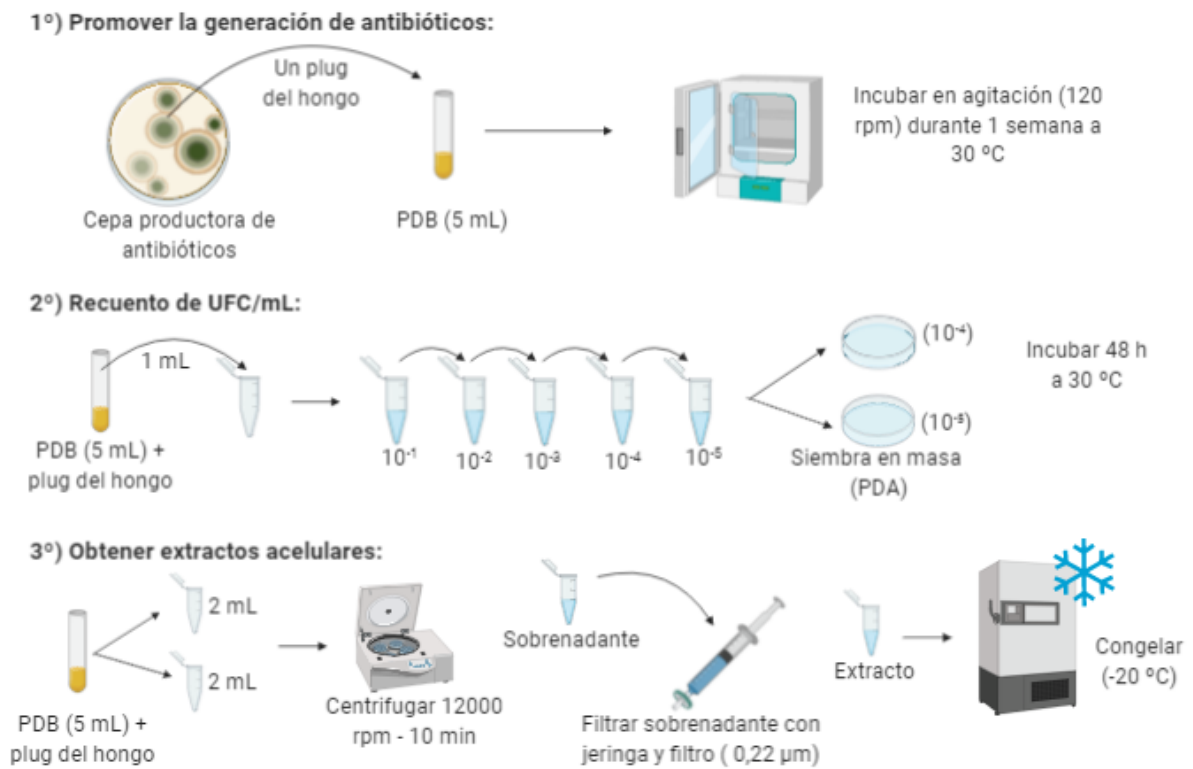 1º) Promover la generación de antibióticos:
Un plug
del hongo
Cepa productora de
antibióticos
PDB (5 mL)
Incubar en agitación (120
rpm) durante 1 semana a
30 ºC
2º) Recuento de UFC/mL:
1 mL
PDB (5 mL) +
plug del hongo
10⁻¹
10⁻²
10⁻³
10⁻⁴
10⁻⁵
(10⁻⁴)
(10⁻⁵)
Siembra en masa
(PDA)
Incubar 48 h
a 30 ºC
3º) Obtener extractos acelulares:
PDB (5 mL) +
plug del hongo
2 mL
2 mL
Centrifugar 12000
rpm - 10 min
Sobrenadante
Filtrar sobrenadante con
jeringa y filtro ( 0,22 µm)
Extracto
Congelar
(-20 ºC)